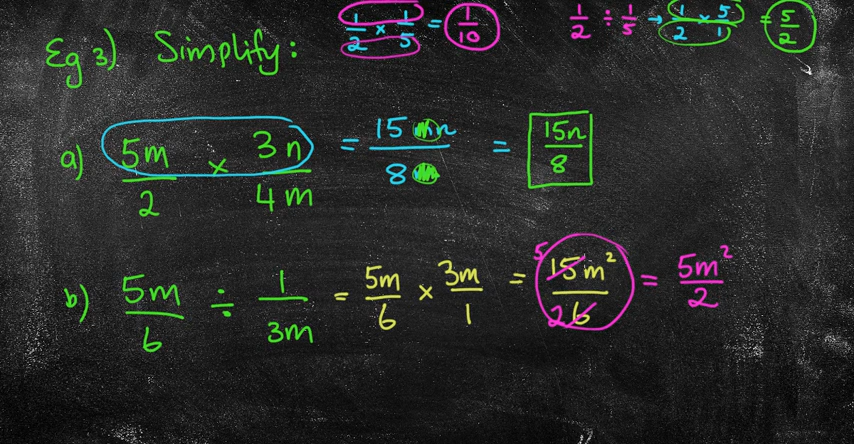 1/2 × 1/5 = 1/10
1/2 ÷ 1/5 → 1/2 × 5/1 = 5/2
Eg 3) Simplify:
a) 5m/2 × 3n/4m = 15mn/8m = 15n/8
b) 5m/6 ÷ 1/3m = 5m/6 × 3m/1 = 5 15m²/2 6 = 5m²/2